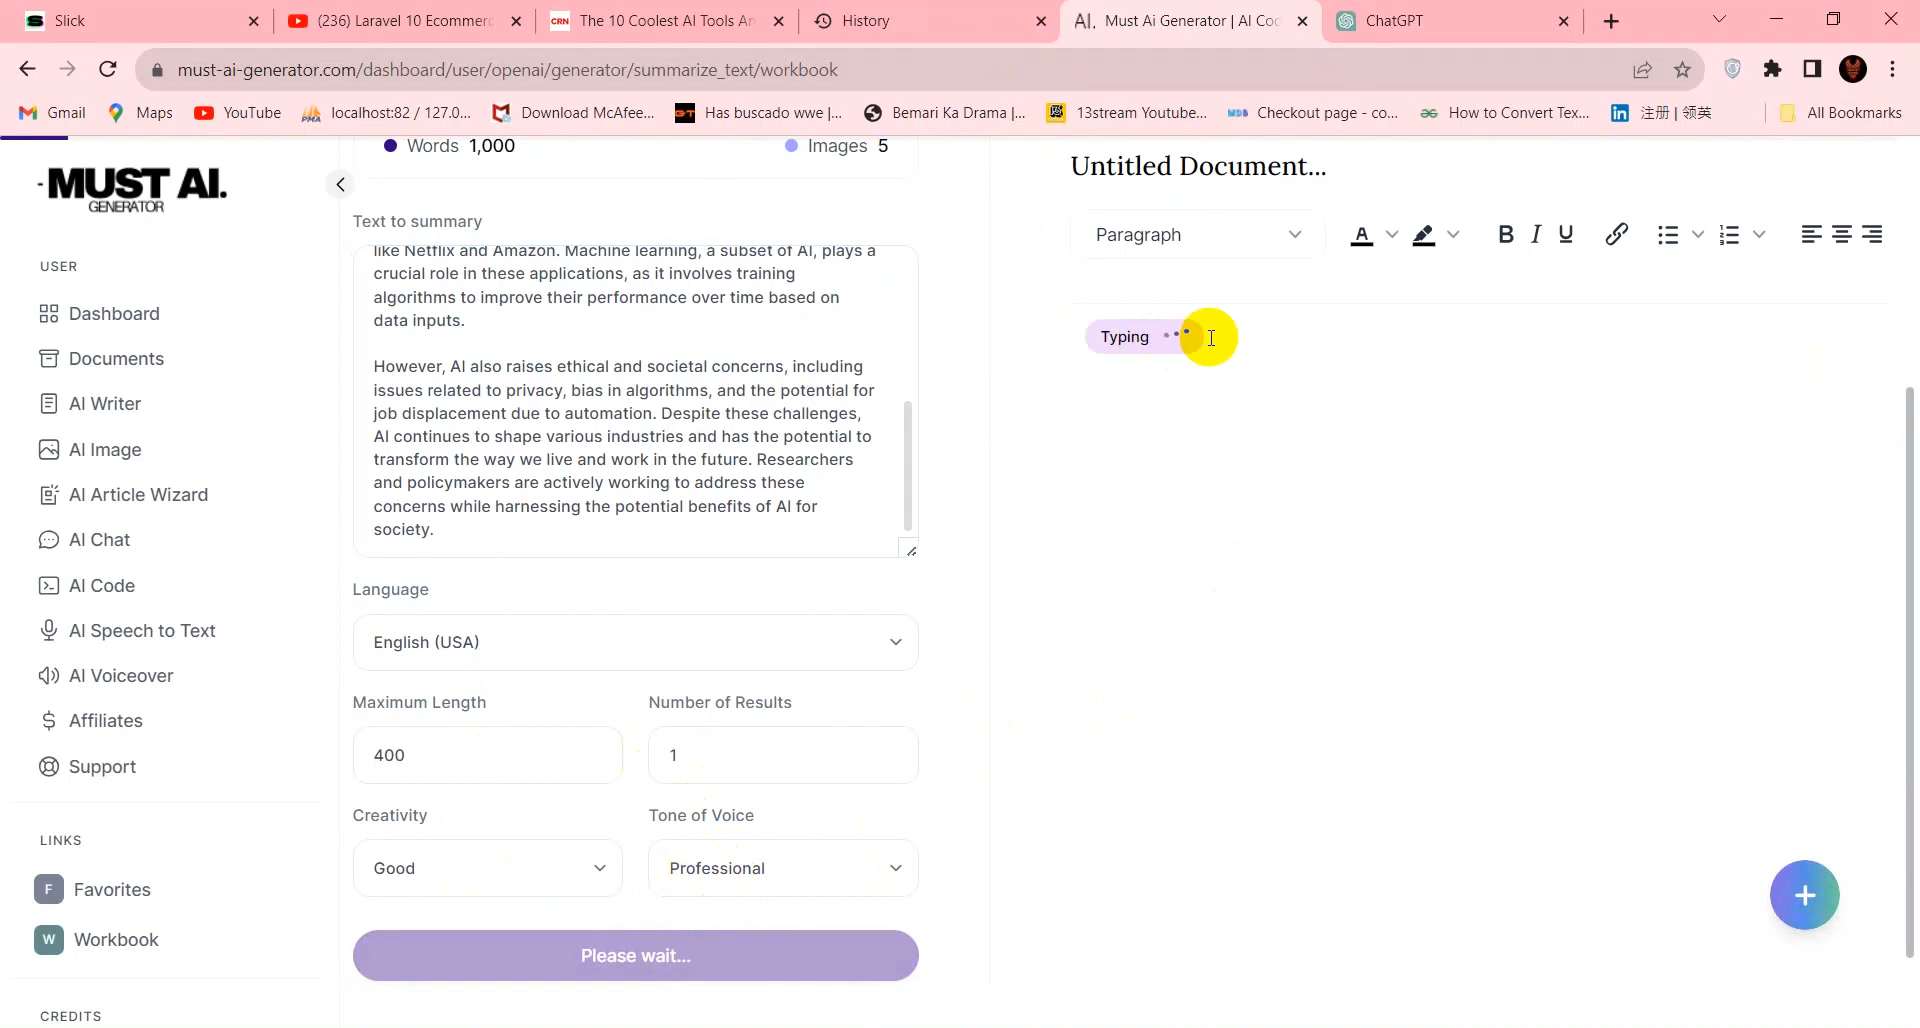 Slick
(236) Laravel 10 Ecommerc
CRN
The 10 Coolest AI Tools An
History
AI. Must Ai Generator | AI Coc
ChatGPT
must-ai-generator.com/dashboard/user/openai/generator/summarize_text/workbook
Gmail
Maps
YouTube
localhost:82 / 127.0...
Download McAfee...
Has buscado wwe |...
Bemari Ka Drama |...
13stream Youtube...
Checkout page - co...
How to Convert Tex...
注册 | 领英
All Bookmarks
MUST AI.
GENERATOR
USER
Dashboard
Documents
AI Writer
AI Image
AI Article Wizard
AI Chat
AI Code
AI Speech to Text
AI Voiceover
Affiliates
Support
LINKS
F Favorites
W Workbook
CREDITS
Words 1,000
Images 5
Text to summary
like Netflix and Amazon. Machine learning, a subset of AI, plays a
crucial role in these applications, as it involves training
algorithms to improve their performance over time based on
data inputs.
However, AI also raises ethical and societal concerns, including
issues related to privacy, bias in algorithms, and the potential for
job displacement due to automation. Despite these challenges,
AI continues to shape various industries and has the potential to
transform the way we live and work in the future. Researchers
and policymakers are actively working to address these
concerns while harnessing the potential benefits of AI for
society.
Language
English (USA)
Maximum Length
Number of Results
400
1
Creativity
Tone of Voice
Good
Professional
Please wait...
Untitled Document...
Paragraph
A
B I U
Typing